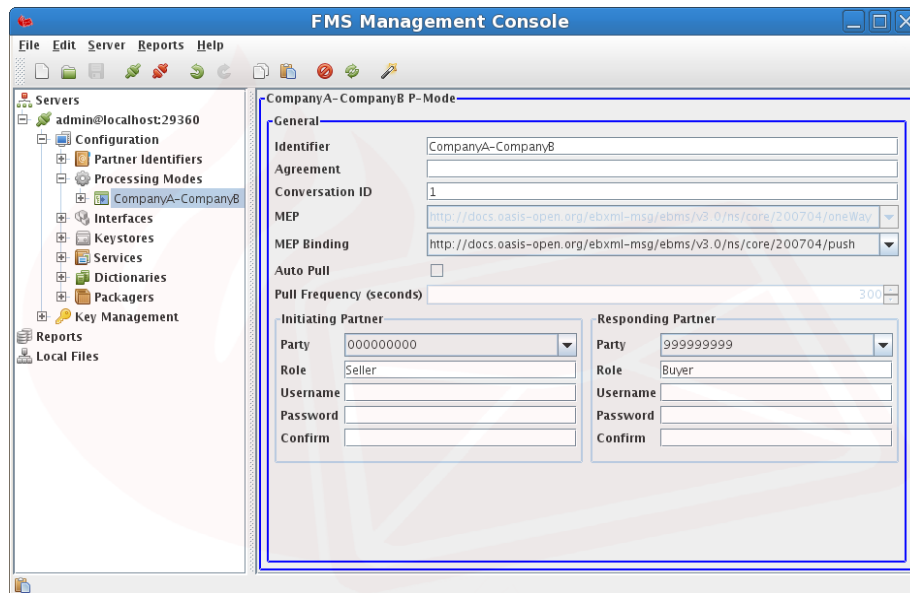 FMS Management Console
File Edit Server Reports Help
Servers
admin@localhost:29360
Configuration
Partner Identifiers
Processing Modes
CompanyA-CompanyB
Interfaces
Keystores
Services
Dictionaries
Packagers
Key Management
Reports
Local Files
CompanyA-CompanyB P-Mode
General
Identifier CompanyA-CompanyB
Agreement
Conversation ID 1
MEP http://docs.oasis-open.org/ebxml-msg/ebms/v3.0/ns/core/200704/oneWay
MEP Binding http://docs.oasis-open.org/ebxml-msg/ebms/v3.0/ns/core/200704/push
Auto Pull
Pull Frequency (seconds) 300
Initiating Partner
Party 000000000
Role Seller
Username
Password
Confirm
Responding Partner
Party 999999999
Role Buyer
Username
Password
Confirm